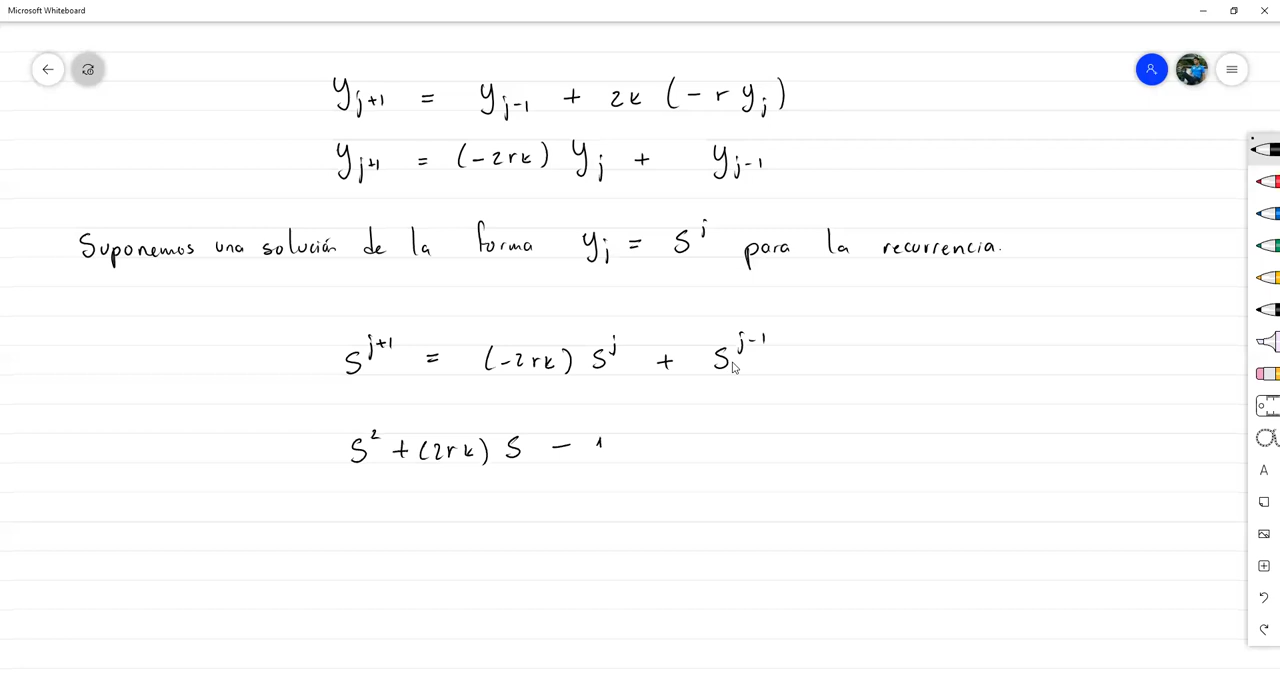 Microsoft Whiteboard
y_{j+1} = y_{j-1} + 2k (-r y_j)
y_{j+1} = (-2rk) y_j + y_{j-1}
Suponemos una solución de la forma y_j = s^j para la recurrencia.
s^{j+1} = (-2rk) s^j + s^{j-1}
s^2 + (2rk) s - 1
A